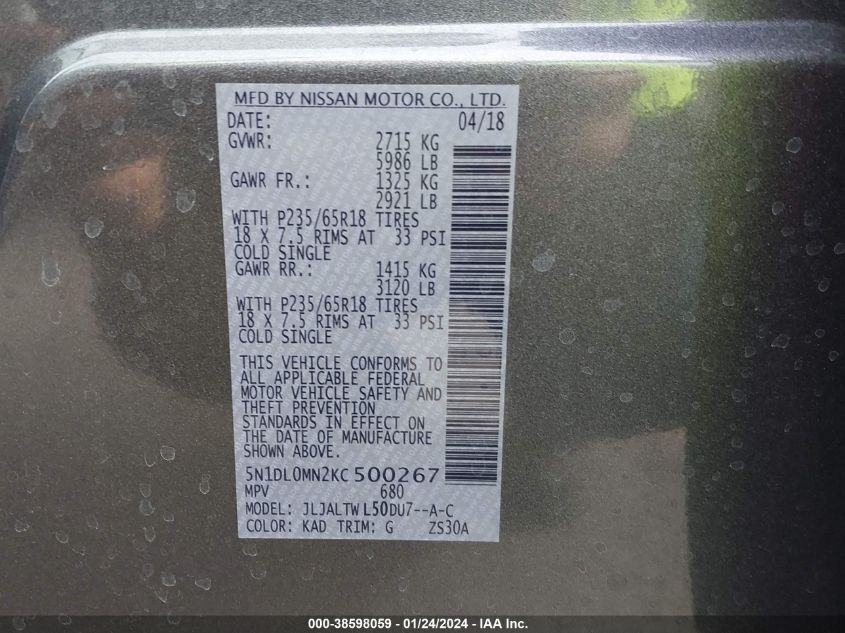 MFD BY NISSAN MOTOR CO., LTD.
DATE: 04/18
GVWR: 2715 KG
5986 LB
GAWR FR.: 1325 KG
2921 LB
WITH P235/65R18 TIRES
18 X 7.5 RIMS AT 33 PSI
COLD SINGLE
GAWR RR.: 1415 KG
3120 LB
WITH P235/65R18 TIRES
18 X 7.5 RIMS AT 33 PSI
COLD SINGLE
THIS VEHICLE CONFORMS TO
ALL APPLICABLE FEDERAL
MOTOR VEHICLE SAFETY AND
THEFT PREVENTION
STANDARDS IN EFFECT ON
THE DATE OF MANUFACTURE
SHOWN ABOVE.
5N1DL0MN2KC500267
MPV 680
MODEL: JLJALTWL50DU7--A-C
COLOR: KAD TRIM: G ZS30A
000-38598059 - 01/24/2024 - IAA Inc.